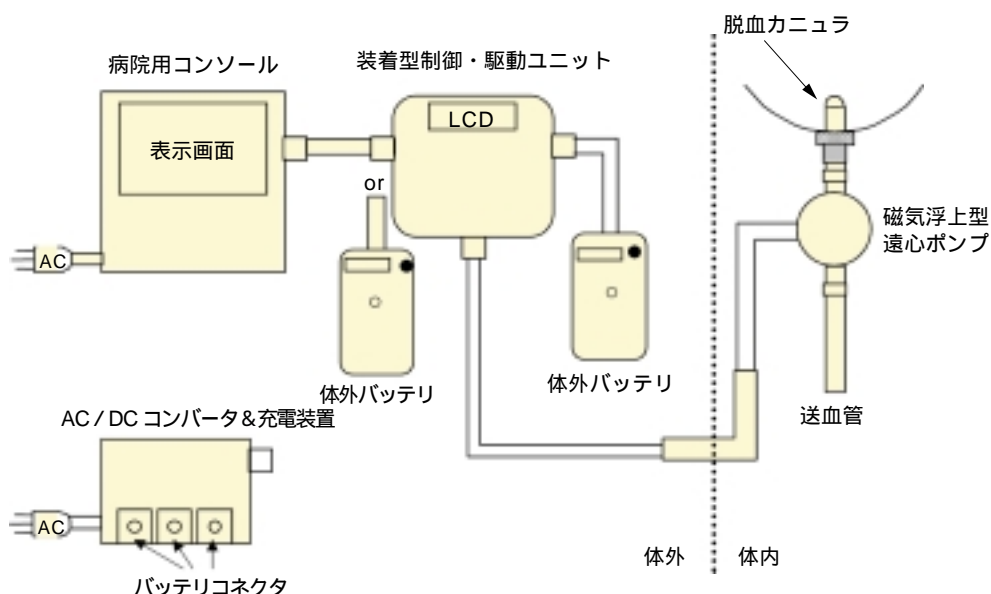 脱血カニュラ
病院用コンソール
装着型制御・駆動ユニット
LCD
表示画面
or
磁気浮上型
遠心ポンプ
AC
体外バッテリ
体外バッテリ
送血管
AC/DC コンバータ&充電装置
AC
体外
体内
バッテリコネクタ